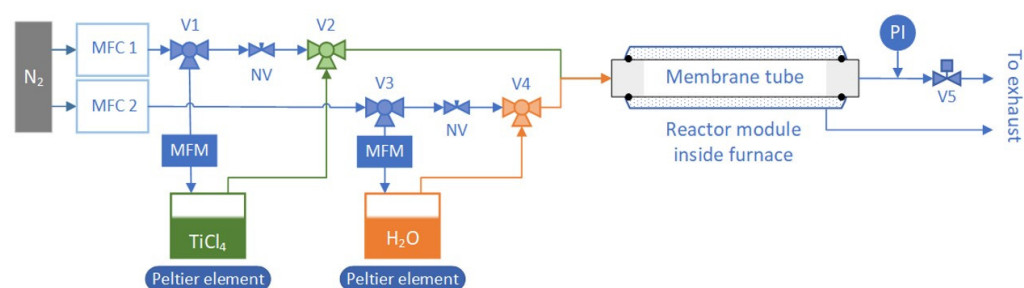 N2
MFC 1
MFC 2
V1
NV
V2
V3
NV
V4
MFM
MFM
TiCl4
H2O
Peltier element
Peltier element
Membrane tube
Reactor module
inside furnace
PI
V5
To exhaust